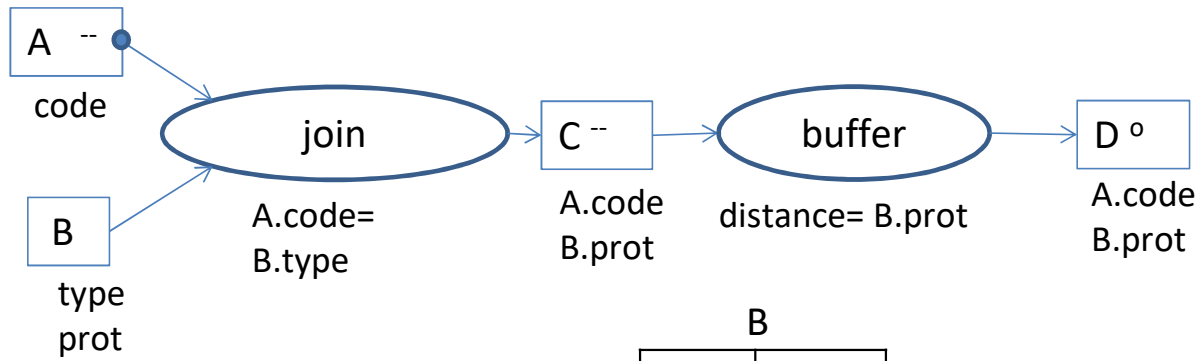 A --
code
join
A.code=
B.type
B
type
prot
C --
A.code
B.prot
buffer
distance= B.prot
D o
A.code
B.prot
B